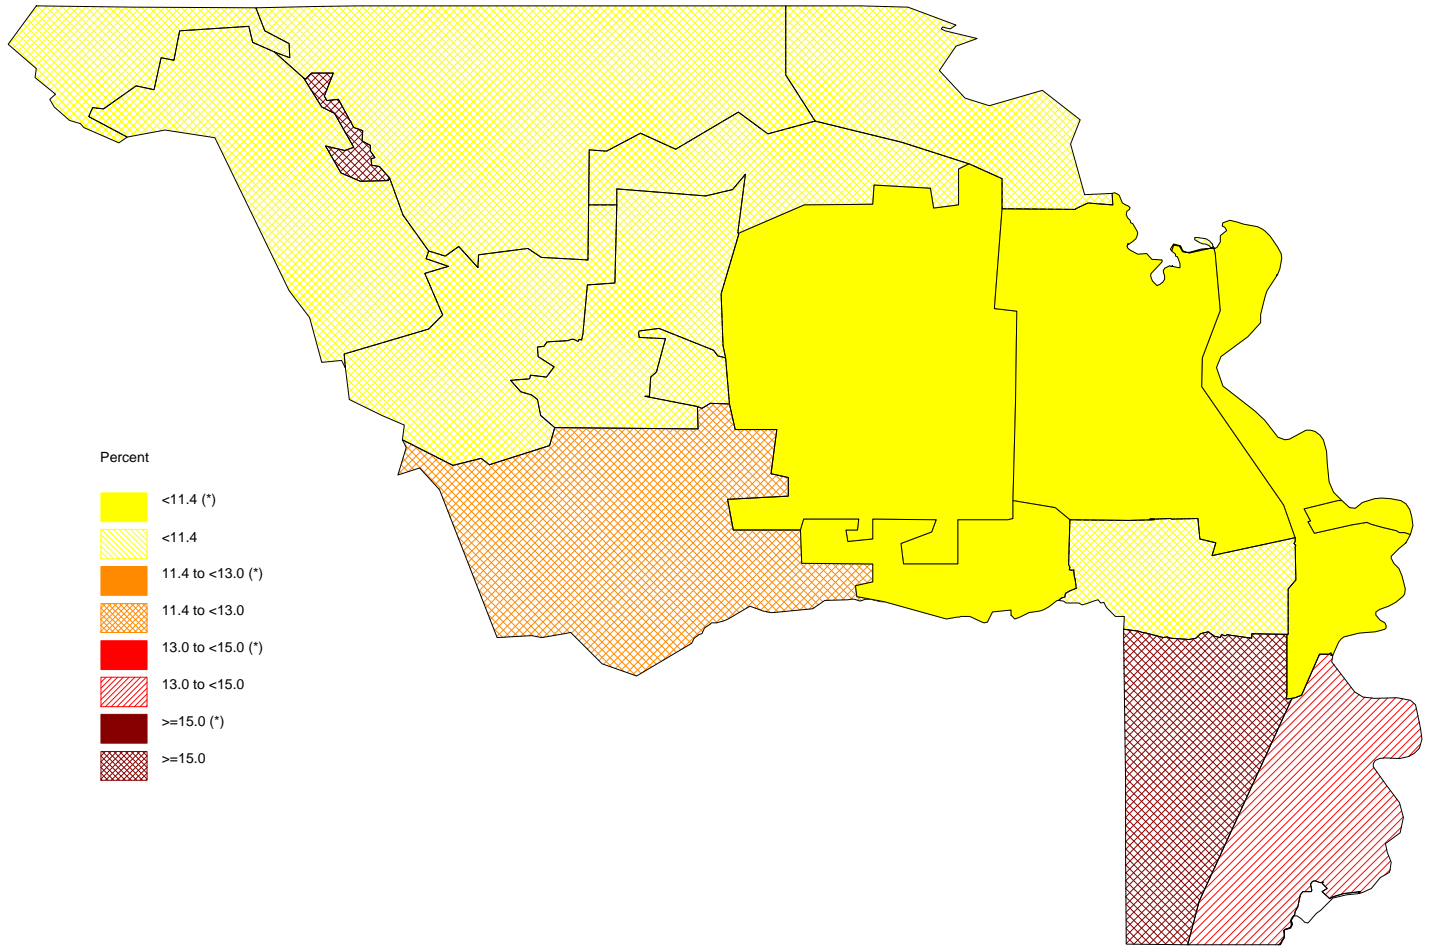 Percent
<11.4 (*)
<11.4
11.4 to <13.0 (*)
11.4 to <13.0
13.0 to <15.0 (*)
13.0 to <15.0
>=15.0 (*)
>=15.0